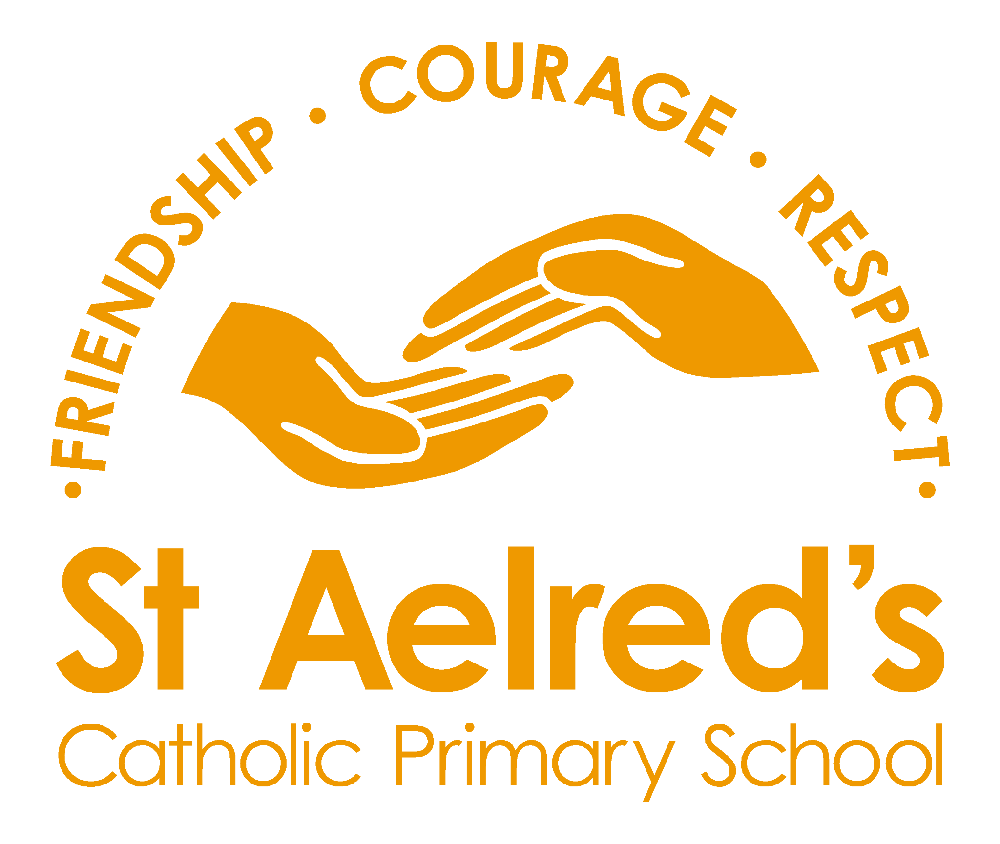 · FRIENDSHIP · COURAGE · RESPECT ·
St Aelred’s
Catholic Primary School